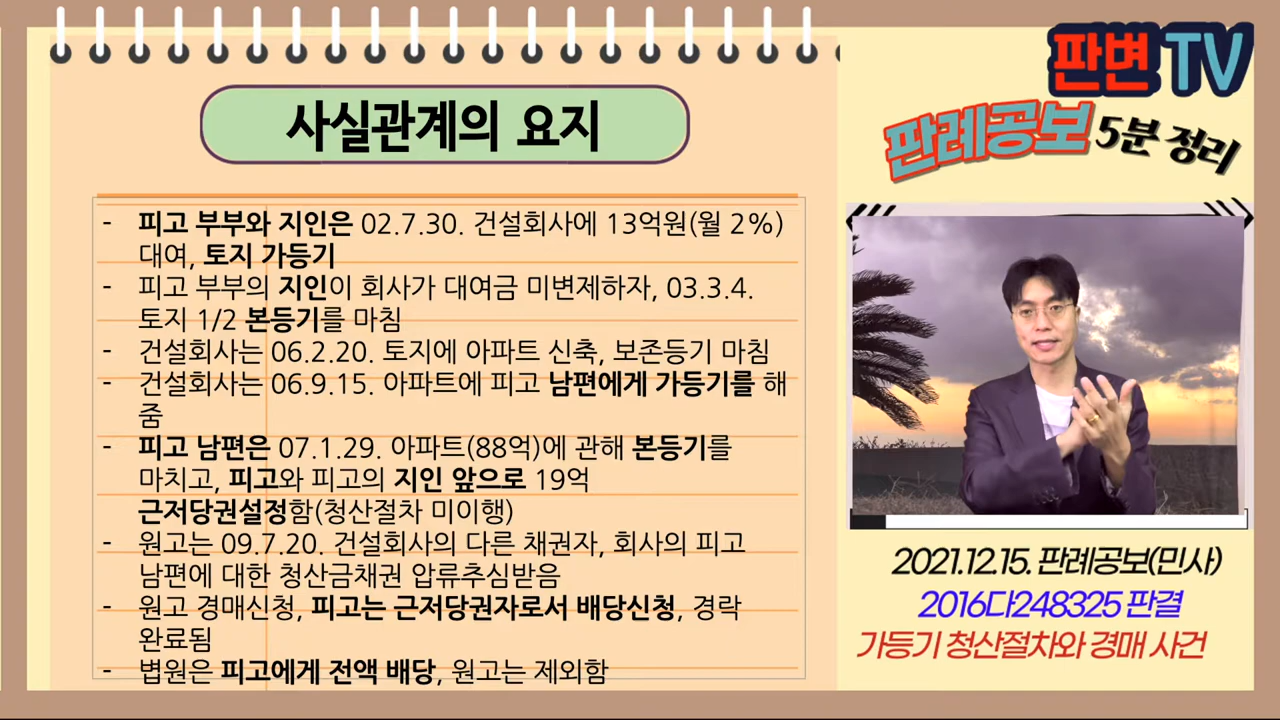 사실관계의 요지
- 피고 부부와 지인은 02.7.30. 건설회사에 13억원(월 2%)
대여, 토지 가등기
- 피고 부부의 지인이 회사가 대여금 미변제하자, 03.3.4.
토지 1/2 본등기를 마침
- 건설회사는 06.2.20. 토지에 아파트 신축, 보존등기 마침
- 건설회사는 06.9.15. 아파트에 피고 남편에게 가등기를 해
줌
- 피고 남편은 07.1.29. 아파트(88억)에 관해 본등기를
마치고, 피고와 피고의 지인 앞으로 19억
근저당권설정함(청산절차 미이행)
- 원고는 09.7.20. 건설회사의 다른 채권자, 회사의 피고
남편에 대한 청산금채권 압류추심받음
- 원고 경매신청, 피고는 근저당권자로서 배당신청, 경락
완료됨
- 볍원은 피고에게 전액 배당, 원고는 제외함
판변 TV
판례공보 5분 정리
2021.12.15. 판례공보(민사)
2016다248325 판결
가등기 청산절차와 경매 사건